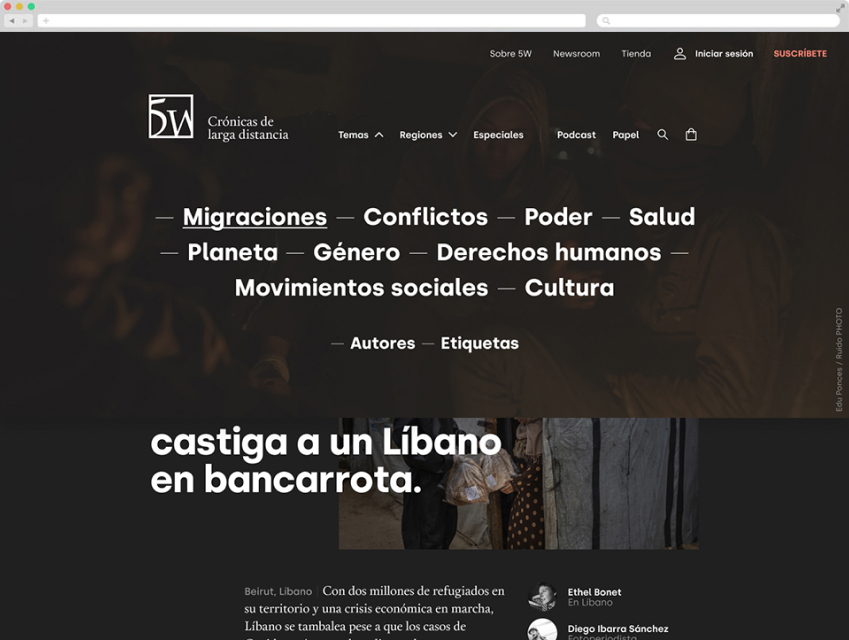 Sobre 5W Newsroom Tienda Iniciar sesión SUSCRÍBETE
5W Crónicas de
larga distancia
Temas Regiones Especiales Podcast Papel
— Migraciones — Conflictos — Poder — Salud
— Planeta — Género — Derechos humanos —
Movimientos sociales — Cultura
— Autores — Etiquetas
Edu Ponces / Ruido PHOTO
castiga a un Líbano
en bancarrota.
Beirut, Líbano | Con dos millones de refugiados en
su territorio y una crisis económica en marcha,
Líbano se tambalea pese a que los casos de
Ethel Bonet
En Líbano
Diego Ibarra Sánchez
Fotoperiodista